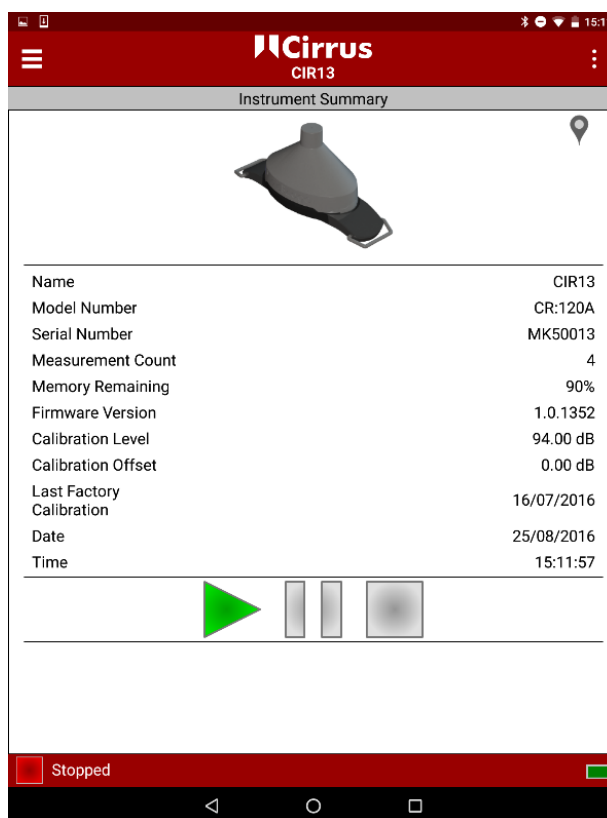 15:1
Cirrus
CIR13
Instrument Summary
Name CIR13
Model Number CR:120A
Serial Number MK50013
Measurement Count 4
Memory Remaining 90%
Firmware Version 1.0.1352
Calibration Level 94.00 dB
Calibration Offset 0.00 dB
Last Factory
Calibration 16/07/2016
Date 25/08/2016
Time 15:11:57
Stopped